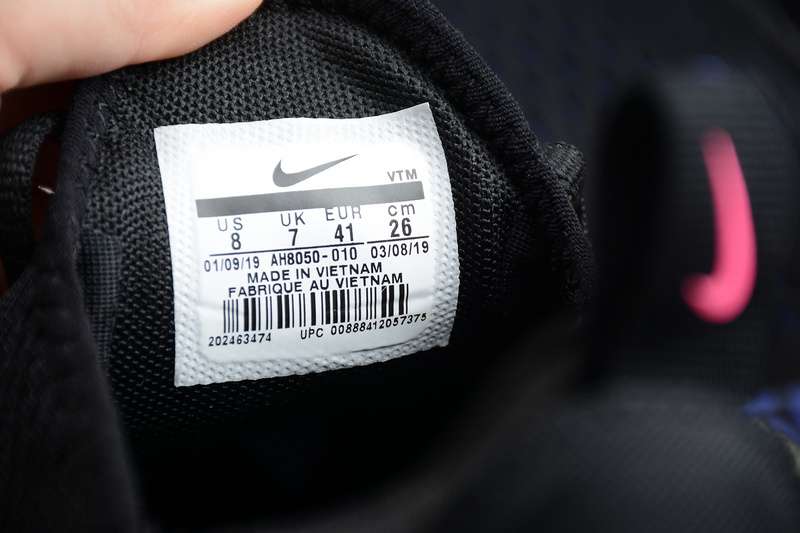 VTM
US UK EUR cm
8 7 41 26
01/09/19 AH8050-010 03/08/19
MADE IN VIETNAM
FABRIQUE AU VIETNAM
202463474 UPC 00888412057375